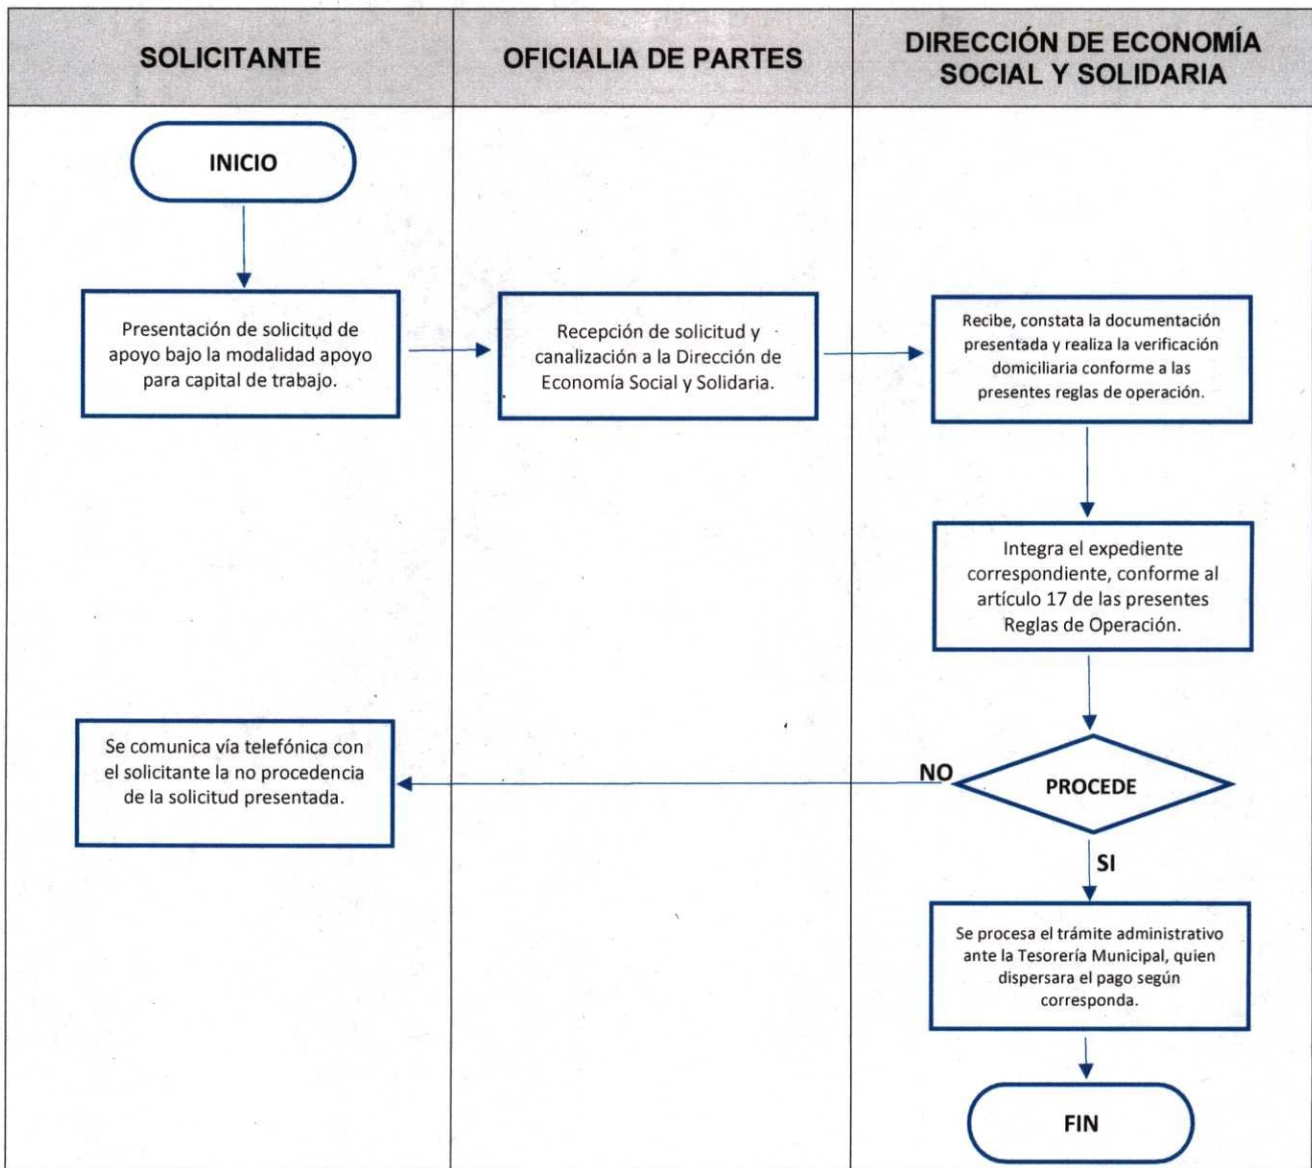 SOLICITANTE
OFICIALIA DE PARTES
DIRECCIÓN DE ECONOMÍA
SOCIAL Y SOLIDARIA
INICIO
Presentación de solicitud de
apoyo bajo la modalidad apoyo
para capital de trabajo.
Recepción de solicitud y
canalización a la Dirección de
Economía Social y Solidaria.
Recibe, constata la documentación
presentada y realiza la verificación
domiciliaria conforme a las
presentes reglas de operación.
Integra el expediente
correspondiente, conforme al
artículo 17 de las presentes
Reglas de Operación.
Se comunica vía telefónica con
el solicitante la no procedencia
de la solicitud presentada.
NO
PROCEDE
SI
Se procesa el trámite administrativo
ante la Tesorería Municipal, quien
dispersara el pago según
corresponda.
FIN